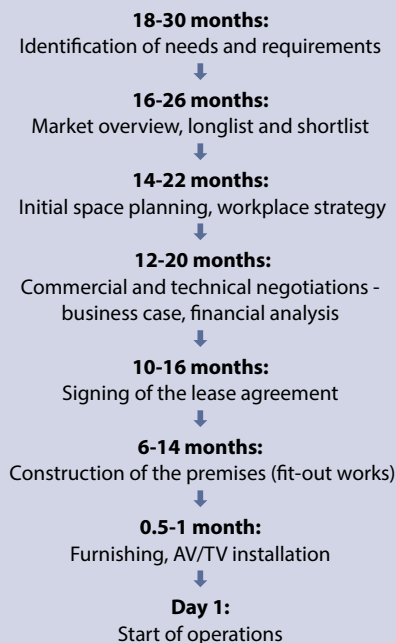 18-30 months:
Identification of needs and requirements
16-26 months:
Market overview, longlist and shortlist
14-22 months:
Initial space planning, workplace strategy
12-20 months:
Commercial and technical negotiations -
business case, financial analysis
10-16 months:
Signing of the lease agreement
6-14 months:
Construction of the premises (fit-out works)
0.5-1 month:
Furnishing, AV/TV installation
Day 1:
Start of operations